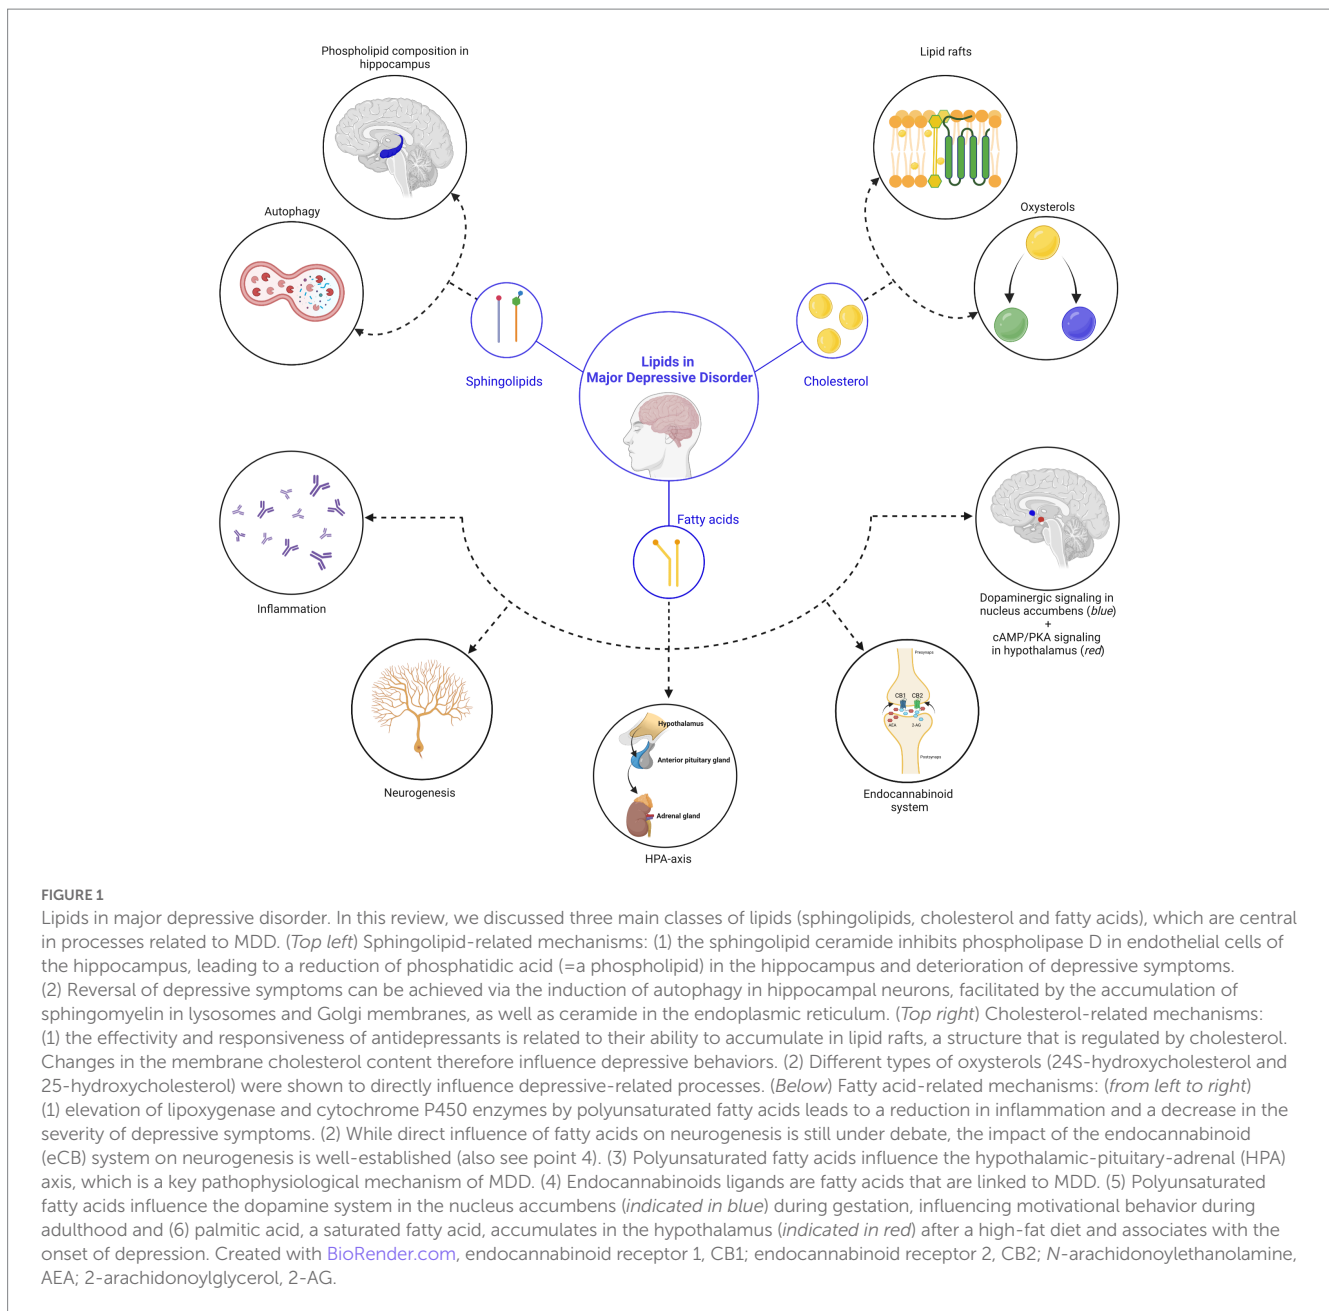 Phospholipid composition in
hippocampus
Lipid rafts
Autophagy
Oxysterols
Lipids in
Major Depressive Disorder
Sphingolipids
Cholesterol
Fatty acids
Inflammation
Dopaminergic signaling in
nucleus accumbens (blue)
+
cAMP/PKA signaling
in hypothalamus (red)
Presynaps
CB1 CB2
AEA 2-AG
Postsynaps
Hypothalamus
Anterior pituitary gland
Adrenal gland
Neurogenesis
Endocannabinoid
system
HPA-axis
FIGURE 1
Lipids in major depressive disorder. In this review, we discussed three main classes of lipids (sphingolipids, cholesterol and fatty acids), which are central
in processes related to MDD. (Top left) Sphingolipid-related mechanisms: (1) the sphingolipid ceramide inhibits phospholipase D in endothelial cells of
the hippocampus, leading to a reduction of phosphatidic acid (=a phospholipid) in the hippocampus and deterioration of depressive symptoms.
(2) Reversal of depressive symptoms can be achieved via the induction of autophagy in hippocampal neurons, facilitated by the accumulation of
sphingomyelin in lysosomes and Golgi membranes, as well as ceramide in the endoplasmic reticulum. (Top right) Cholesterol-related mechanisms:
(1) the effectivity and responsiveness of antidepressants is related to their ability to accumulate in lipid rafts, a structure that is regulated by cholesterol.
Changes in the membrane cholesterol content therefore influence depressive behaviors. (2) Different types of oxysterols (24S-hydroxycholesterol and
25-hydroxycholesterol) were shown to directly influence depressive-related processes. (Below) Fatty acid-related mechanisms: (from left to right)
(1) elevation of lipoxygenase and cytochrome P450 enzymes by polyunsaturated fatty acids leads to a reduction in inflammation and a decrease in the
severity of depressive symptoms. (2) While direct influence of fatty acids on neurogenesis is still under debate, the impact of the endocannabinoid
(eCB) system on neurogenesis is well-established (also see point 4). (3) Polyunsaturated fatty acids influence the hypothalamic-pituitary-adrenal (HPA)
axis, which is a key pathophysiological mechanism of MDD. (4) Endocannabinoids ligands are fatty acids that are linked to MDD. (5) Polyunsaturated
fatty acids influence the dopamine system in the nucleus accumbens (indicated in blue) during gestation, influencing motivational behavior during
adulthood and (6) palmitic acid, a saturated fatty acid, accumulates in the hypothalamus (indicated in red) after a high-fat diet and associates with the
onset of depression. Created with BioRender.com, endocannabinoid receptor 1, CB1; endocannabinoid receptor 2, CB2; N-arachidonoylethanolamine,
AEA; 2-arachidonoylglycerol, 2-AG.